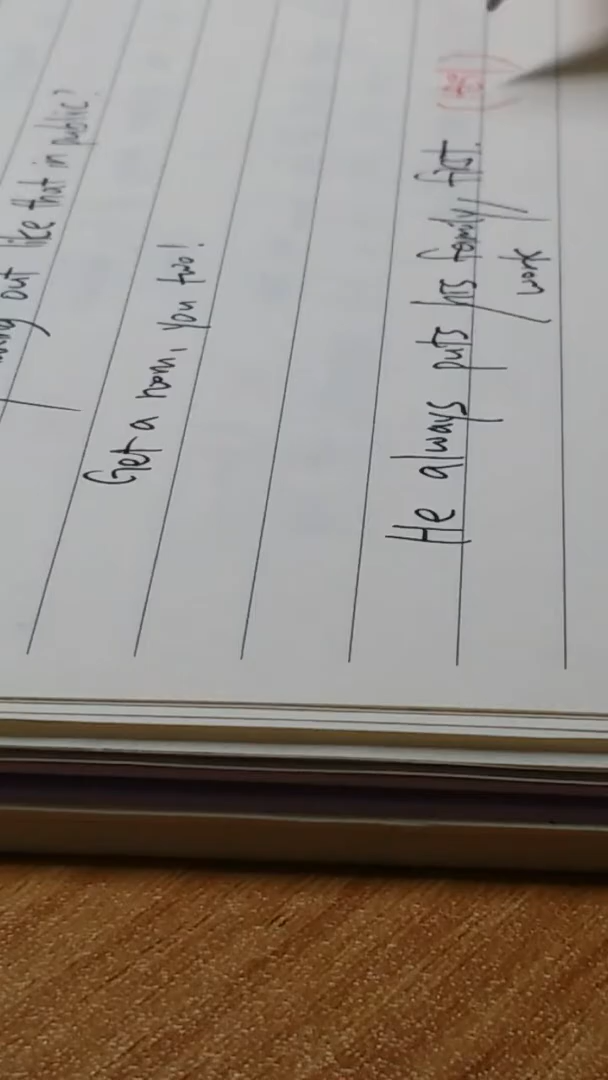 out like that in public?
Get a room, you two!
He always puts his family first.
work